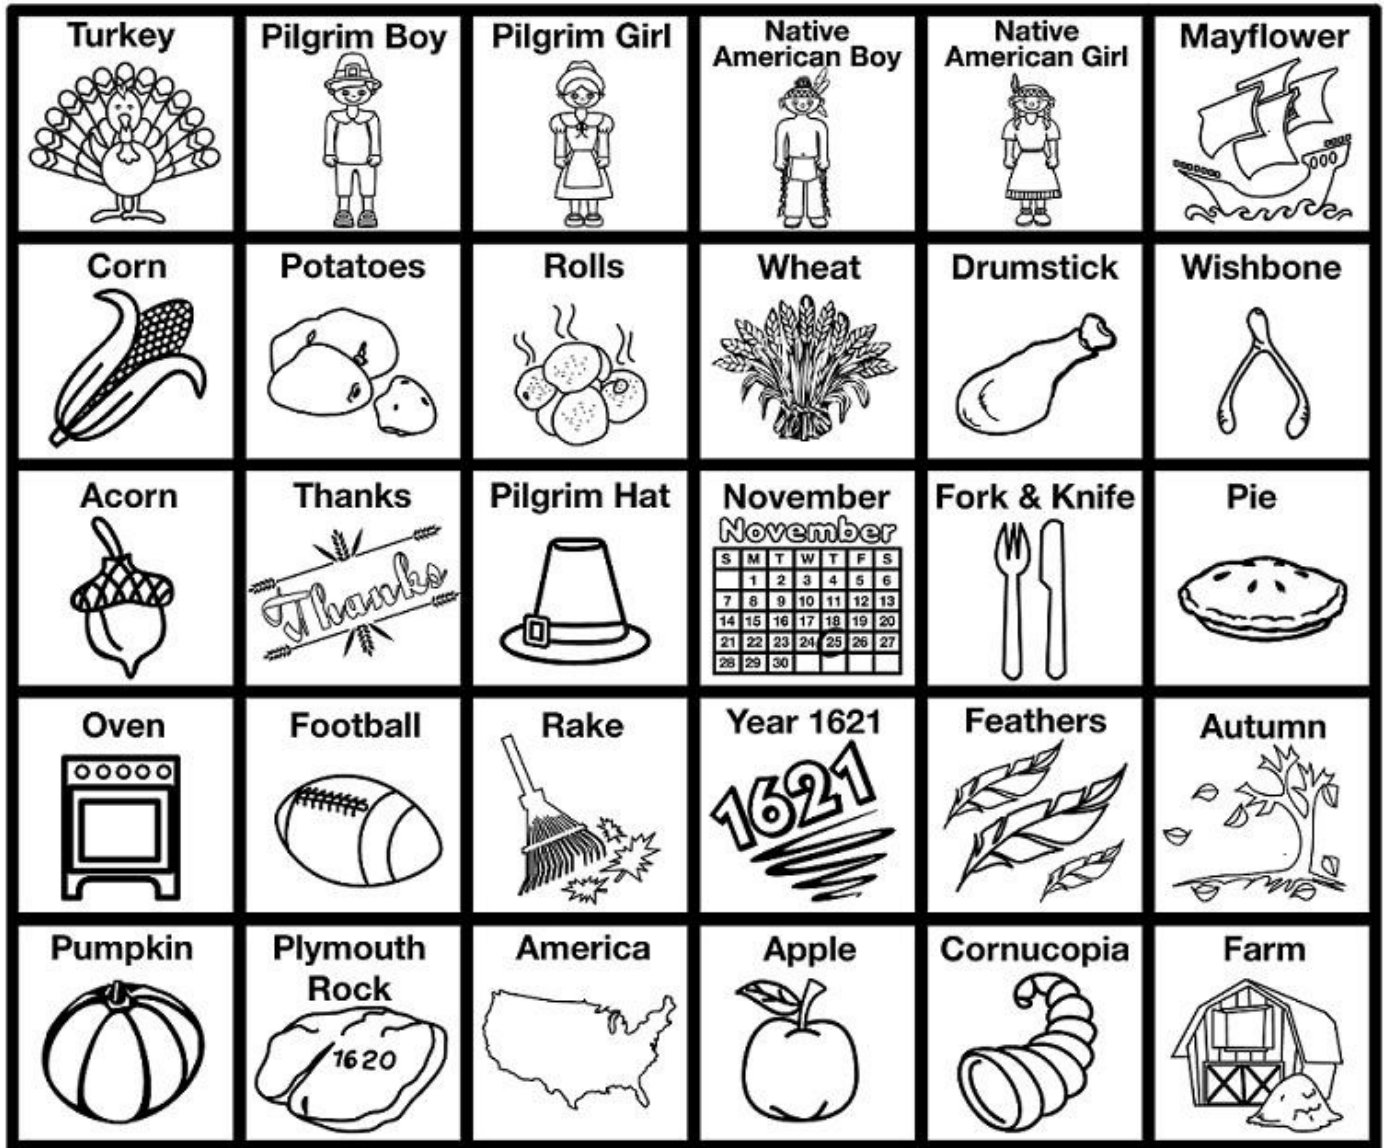 Turkey
Pilgrim Boy
Pilgrim Girl
Native
American Boy
Native
American Girl
Mayflower
Corn
Potatoes
Rolls
Wheat
Drumstick
Wishbone
Acorn
Thanks
Thanks
Pilgrim Hat
November
November
S M T W T F S
1 2 3 4 5 6
7 8 9 10 11 12 13
14 15 16 17 18 19 20
21 22 23 24 25 26 27
28 29 30
Fork & Knife
Pie
Oven
Football
Rake
Year 1621
1621
Feathers
Autumn
Pumpkin
Plymouth
Rock
1620
America
Apple
Cornucopia
Farm